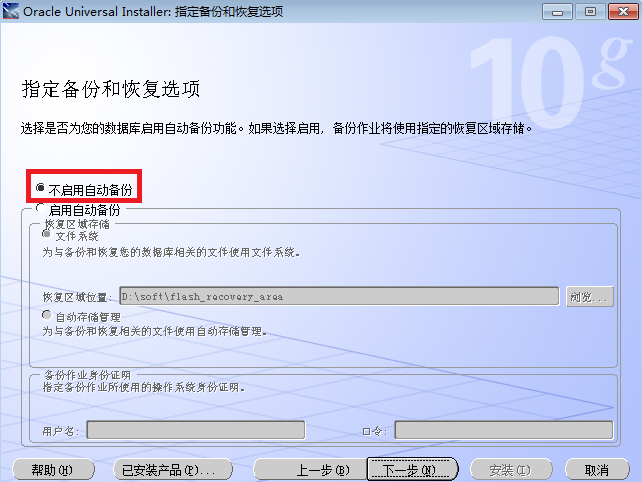 Oracle Universal Installer: 指定备份和恢复选项
10g
指定备份和恢复选项
选择是否为您的数据库启用自动备份功能。如果选择启用，备份作业将使用指定的恢复区域存储。
不启用自动备份
启用自动备份
恢复区域存储
文件系统
为与备份和恢复您的数据库相关的文件使用文件系统。
恢复区域位置: D:\soft\flash_recovery_area 浏览...
自动存储管理
为与备份和恢复相关的文件使用自动存储管理。
备份作业身份证明
指定备份作业所使用的操作系统身份证明。
用户名: 口令:
帮助(H) 已安装产品(P)... 上一步(B) 下一步(N) 安装(I) 取消